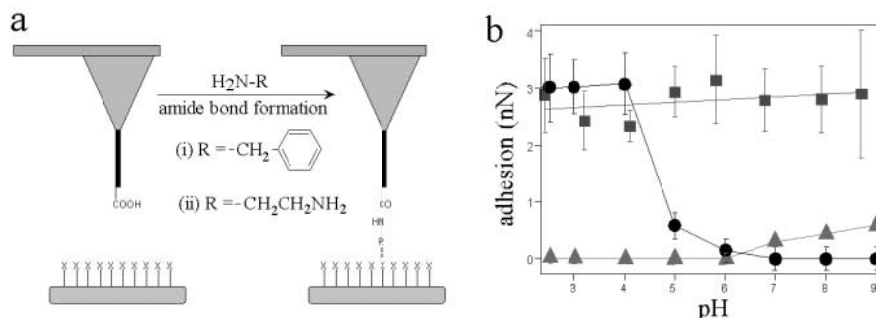 a
H2N-R
amide bond formation
(i) R = -CH2
(ii) R = -CH2CH2NH2
COOH
CO
HN
R
X X X X X X X X X X
X X X X X X X X X X
b
4
3
2
1
0
adhesion (nN)
3 4 5 6 7 8 9
pH